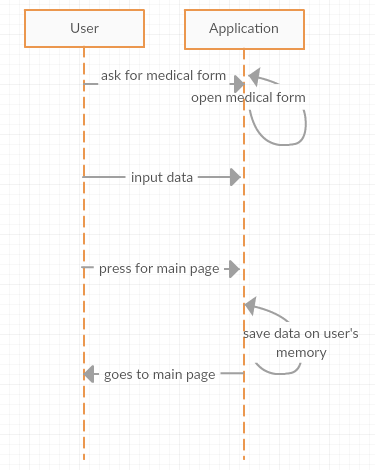 User
Application
ask for medical form
open medical form
input data
press for main page
save data on user's
memory
goes to main page